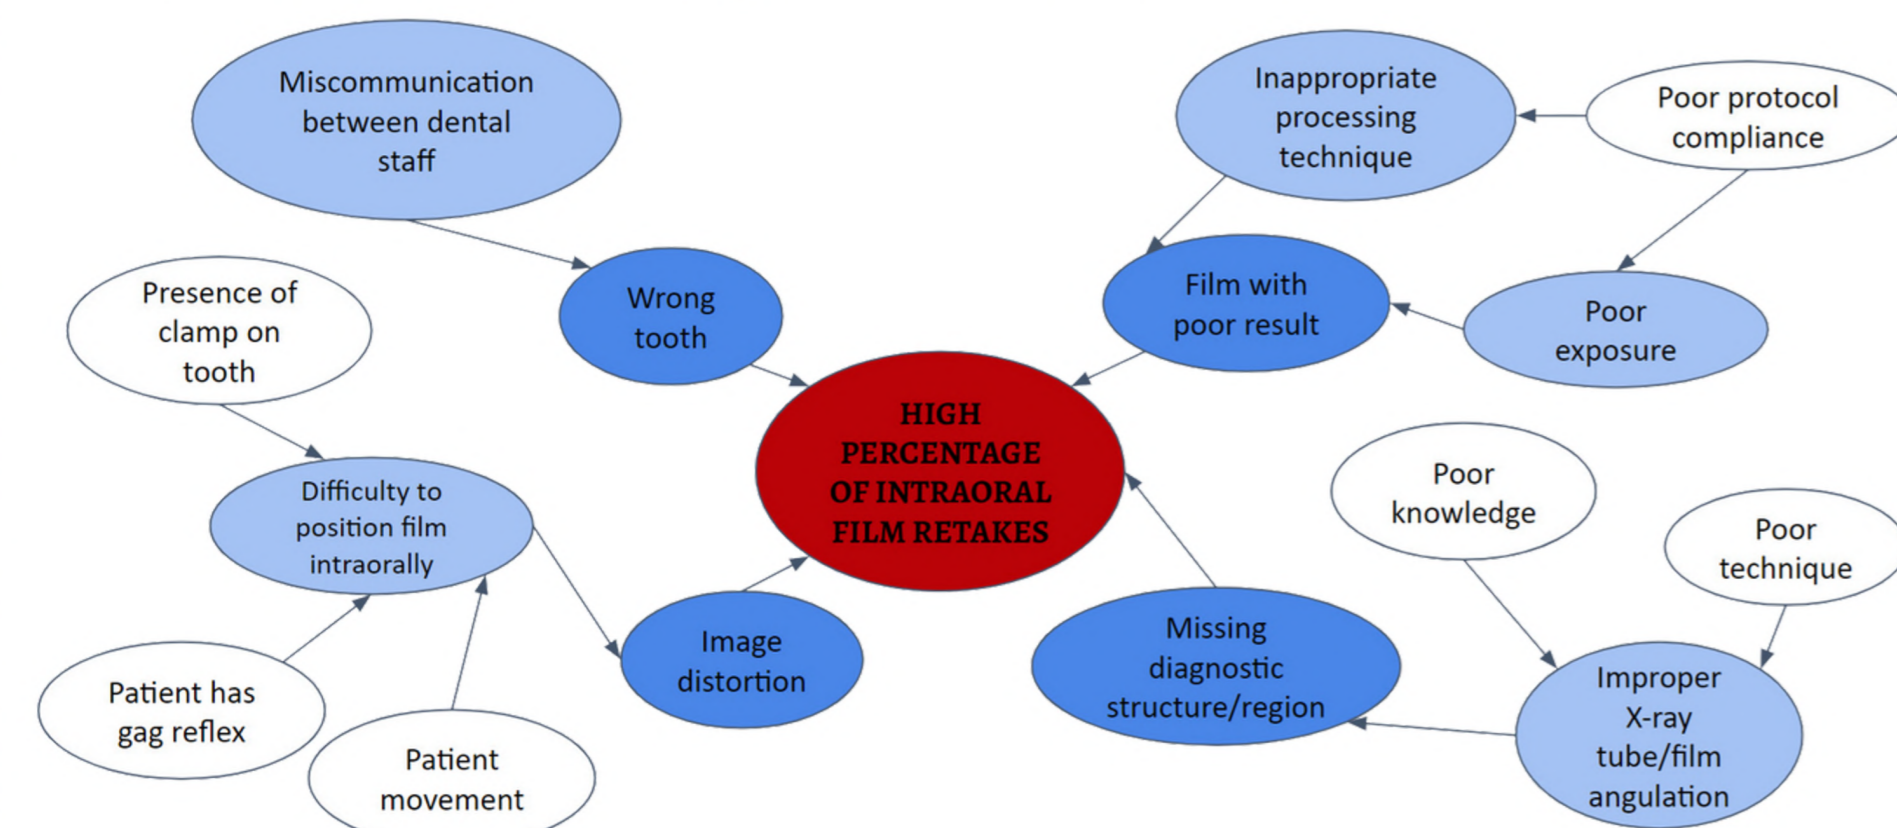 Miscommunication
between dental
staff
Inappropriate
processing
technique
Poor protocol
compliance
Presence of
clamp on
tooth
Wrong
tooth
Film with
poor result
Poor
exposure
HIGH
PERCENTAGE
OF INTRAORAL
FILM RETAKES
Difficulty to
position film
intraorally
Poor
knowledge
Poor
technique
Patient has
gag reflex
Patient
movement
Image
distortion
Missing
diagnostic
structure/region
Improper
X-ray
tube/film
angulation